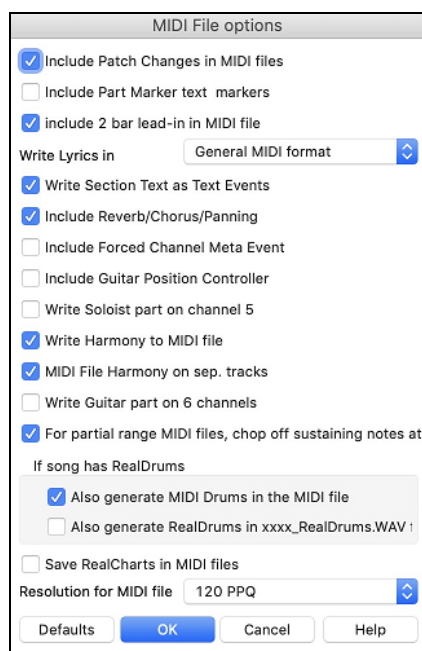 MIDI File options
Include Patch Changes in MIDI files
Include Part Marker text markers
include 2 bar lead-in in MIDI file
Write Lyrics in General MIDI format
Write Section Text as Text Events
Include Reverb/Chorus/Panning
Include Forced Channel Meta Event
Include Guitar Position Controller
Write Soloist part on channel 5
Write Harmony to MIDI file
MIDI File Harmony on sep. tracks
Write Guitar part on 6 channels
For partial range MIDI files, chop off sustaining notes at
If song has RealDrums
Also generate MIDI Drums in the MIDI file
Also generate RealDrums in xxxx_RealDrums.WAV
Save RealCharts in MIDI files
Resolution for MIDI file 120 PPQ
Defaults OK Cancel Help